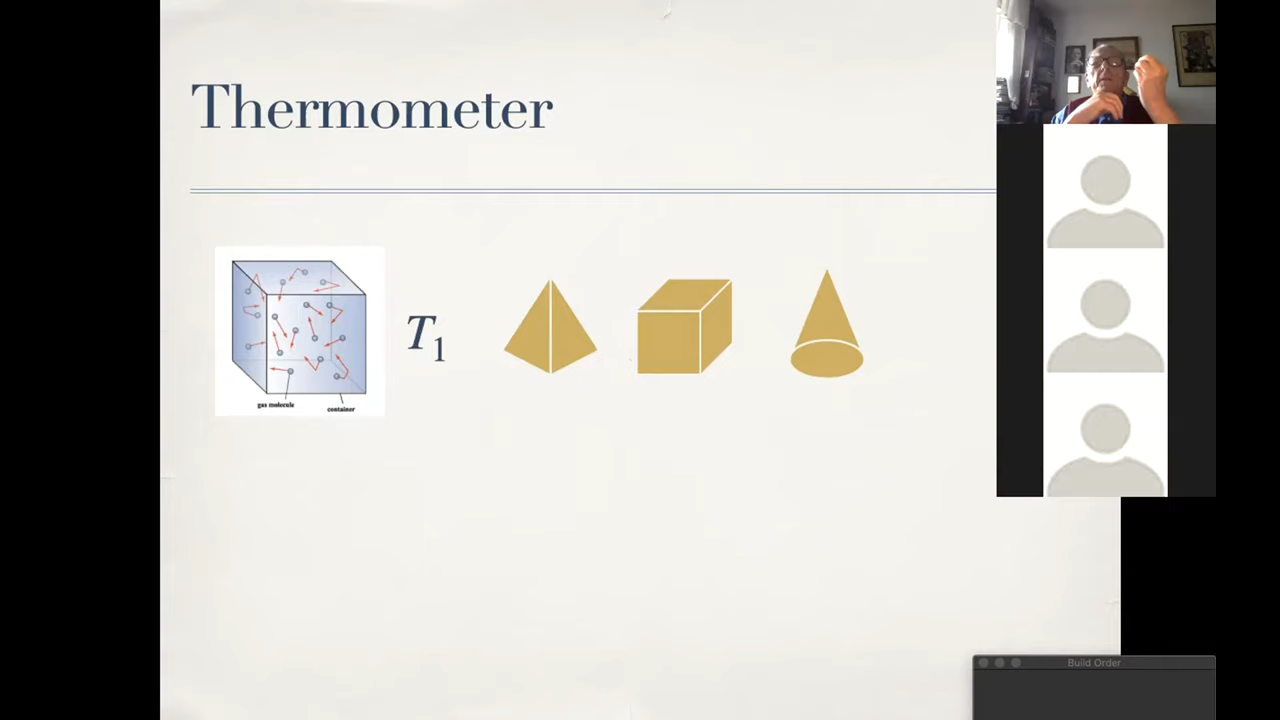 Thermometer
T1
gas molecule
container
Build Order